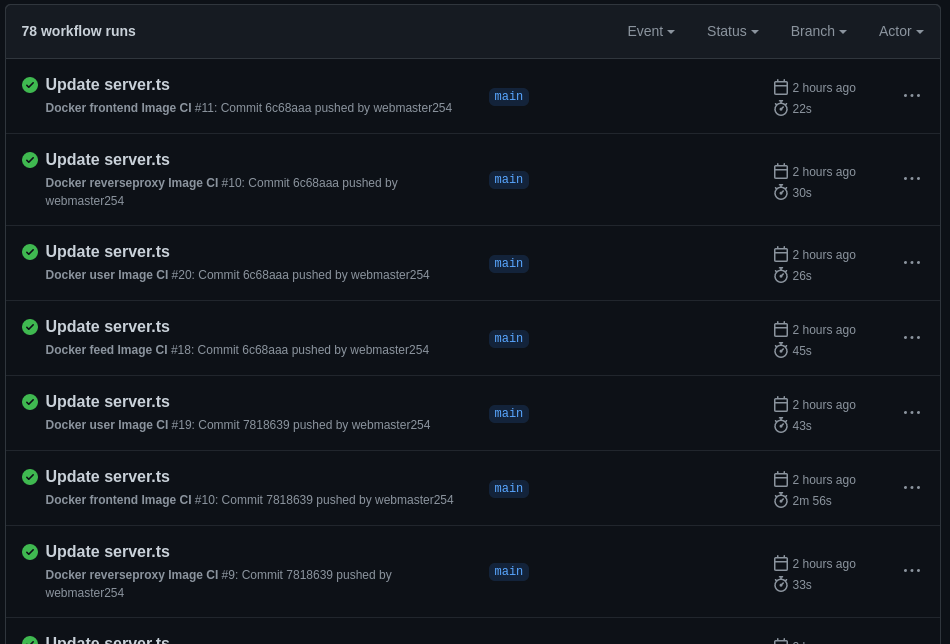 78 workflow runs
Event Status Branch Actor
Update server.ts
Docker frontend Image CI #11: Commit 6c68aaa pushed by webmaster254
main
2 hours ago
22s
Update server.ts
Docker reverseproxy Image CI #10: Commit 6c68aaa pushed by
webmaster254
main
2 hours ago
30s
Update server.ts
Docker user Image CI #20: Commit 6c68aaa pushed by webmaster254
main
2 hours ago
26s
Update server.ts
Docker feed Image CI #18: Commit 6c68aaa pushed by webmaster254
main
2 hours ago
45s
Update server.ts
Docker user Image CI #19: Commit 7818639 pushed by webmaster254
main
2 hours ago
43s
Update server.ts
Docker frontend Image CI #10: Commit 7818639 pushed by webmaster254
main
2 hours ago
2m 56s
Update server.ts
Docker reverseproxy Image CI #9: Commit 7818639 pushed by
webmaster254
main
2 hours ago
33s
Update server.ts